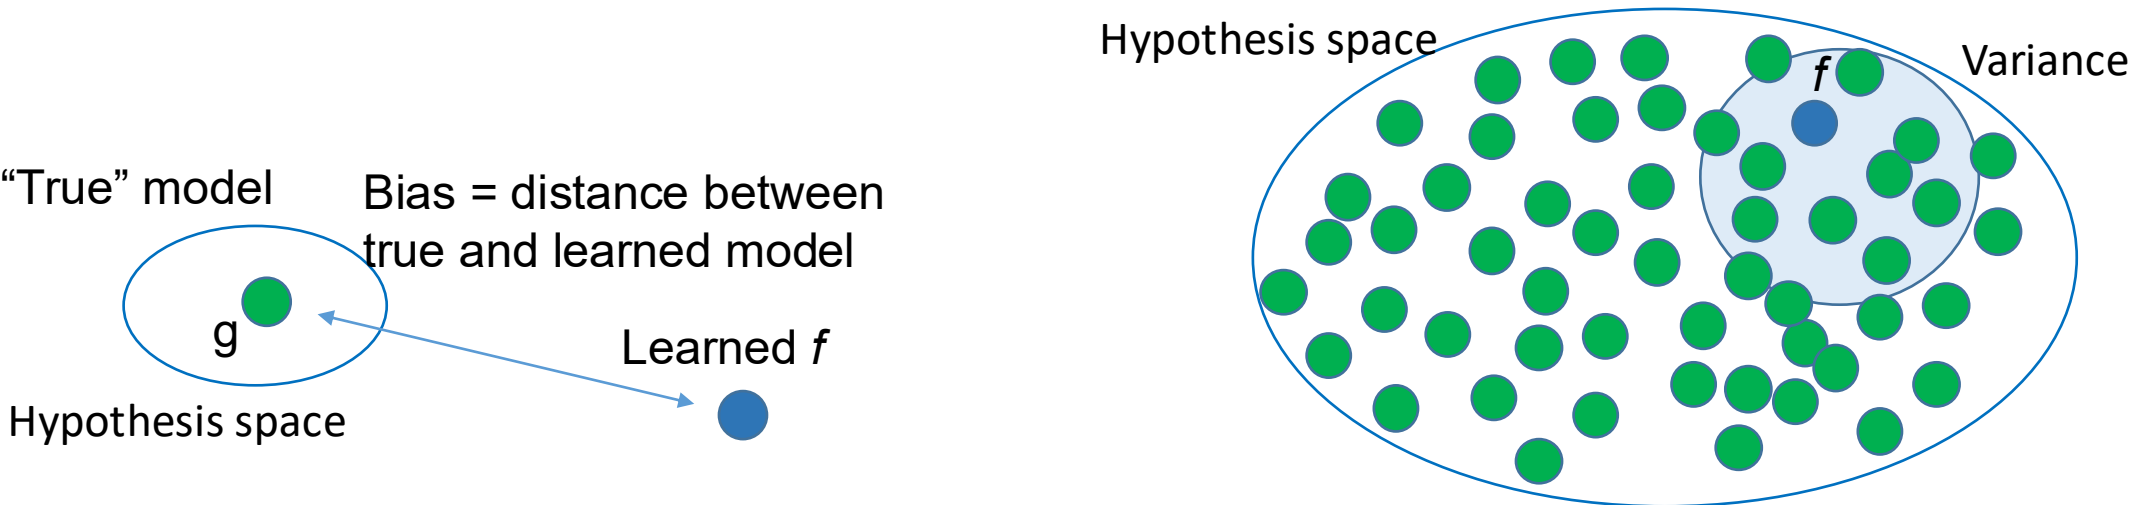 “True” model
Bias = distance between
true and learned model
g
Learned f
Hypothesis space
Hypothesis space
f
Variance